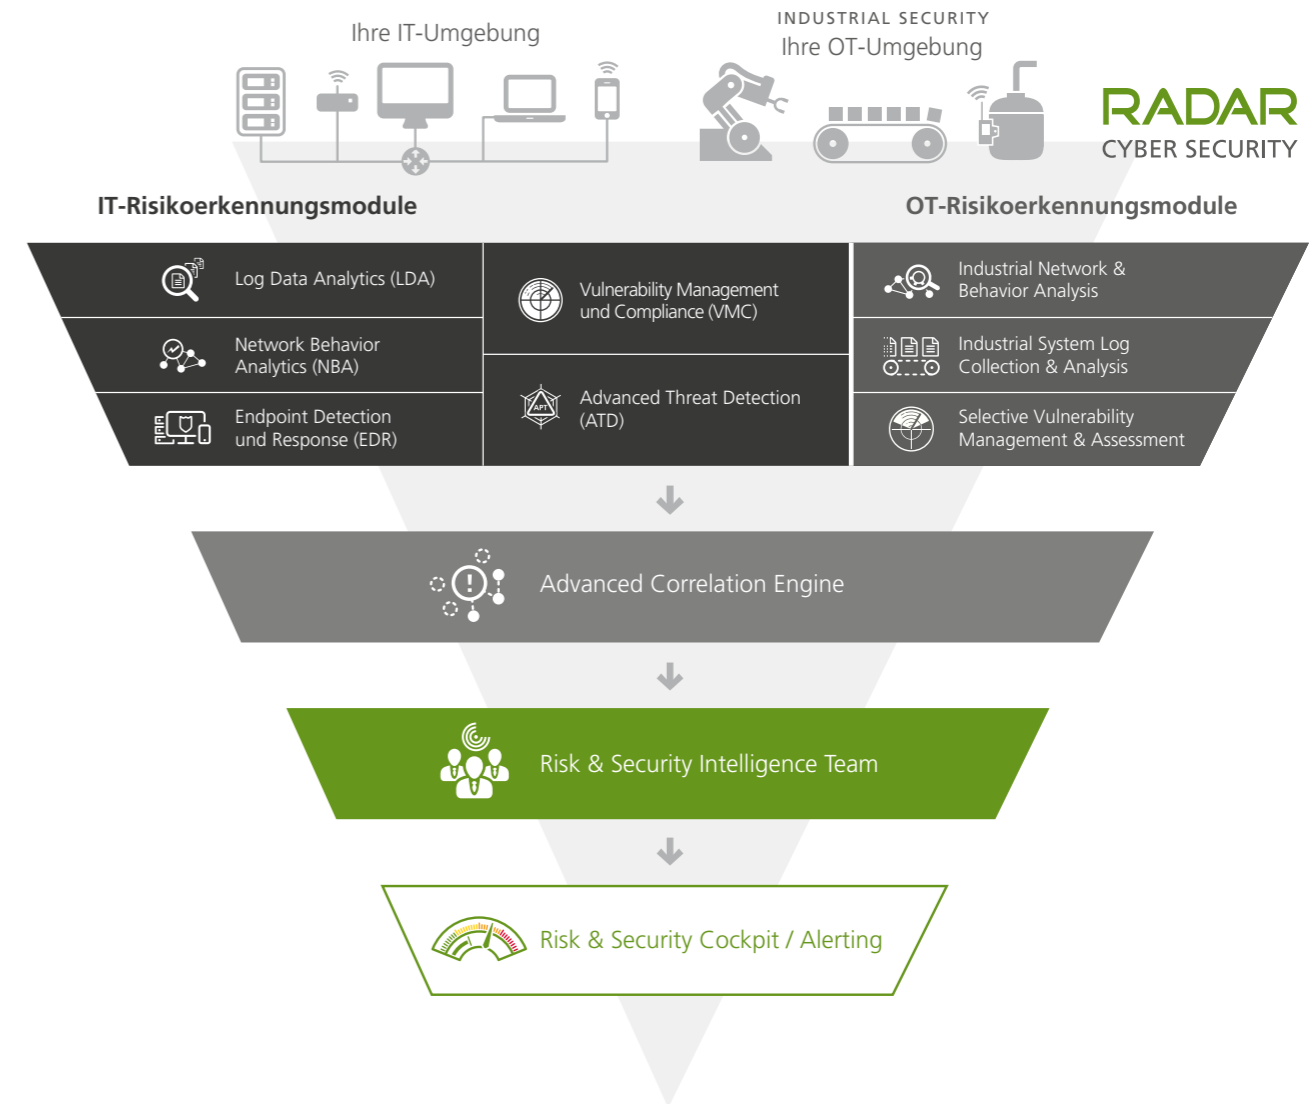 Ihre IT-Umgebung
INDUSTRIAL SECURITY
Ihre OT-Umgebung
RADAR
CYBER SECURITY
IT-Risikoerkennungsmodule
OT-Risikoerkennungsmodule
Log Data Analytics (LDA)
Network Behavior
Analytics (NBA)
Endpoint Detection
und Response (EDR)
Vulnerability Management
und Compliance (VMC)
APT
Advanced Threat Detection
(ATD)
Industrial Network &
Behavior Analysis
Industrial System Log
Collection & Analysis
Selective Vulnerability
Management & Assessment
Advanced Correlation Engine
Risk & Security Intelligence Team
Risk & Security Cockpit / Alerting